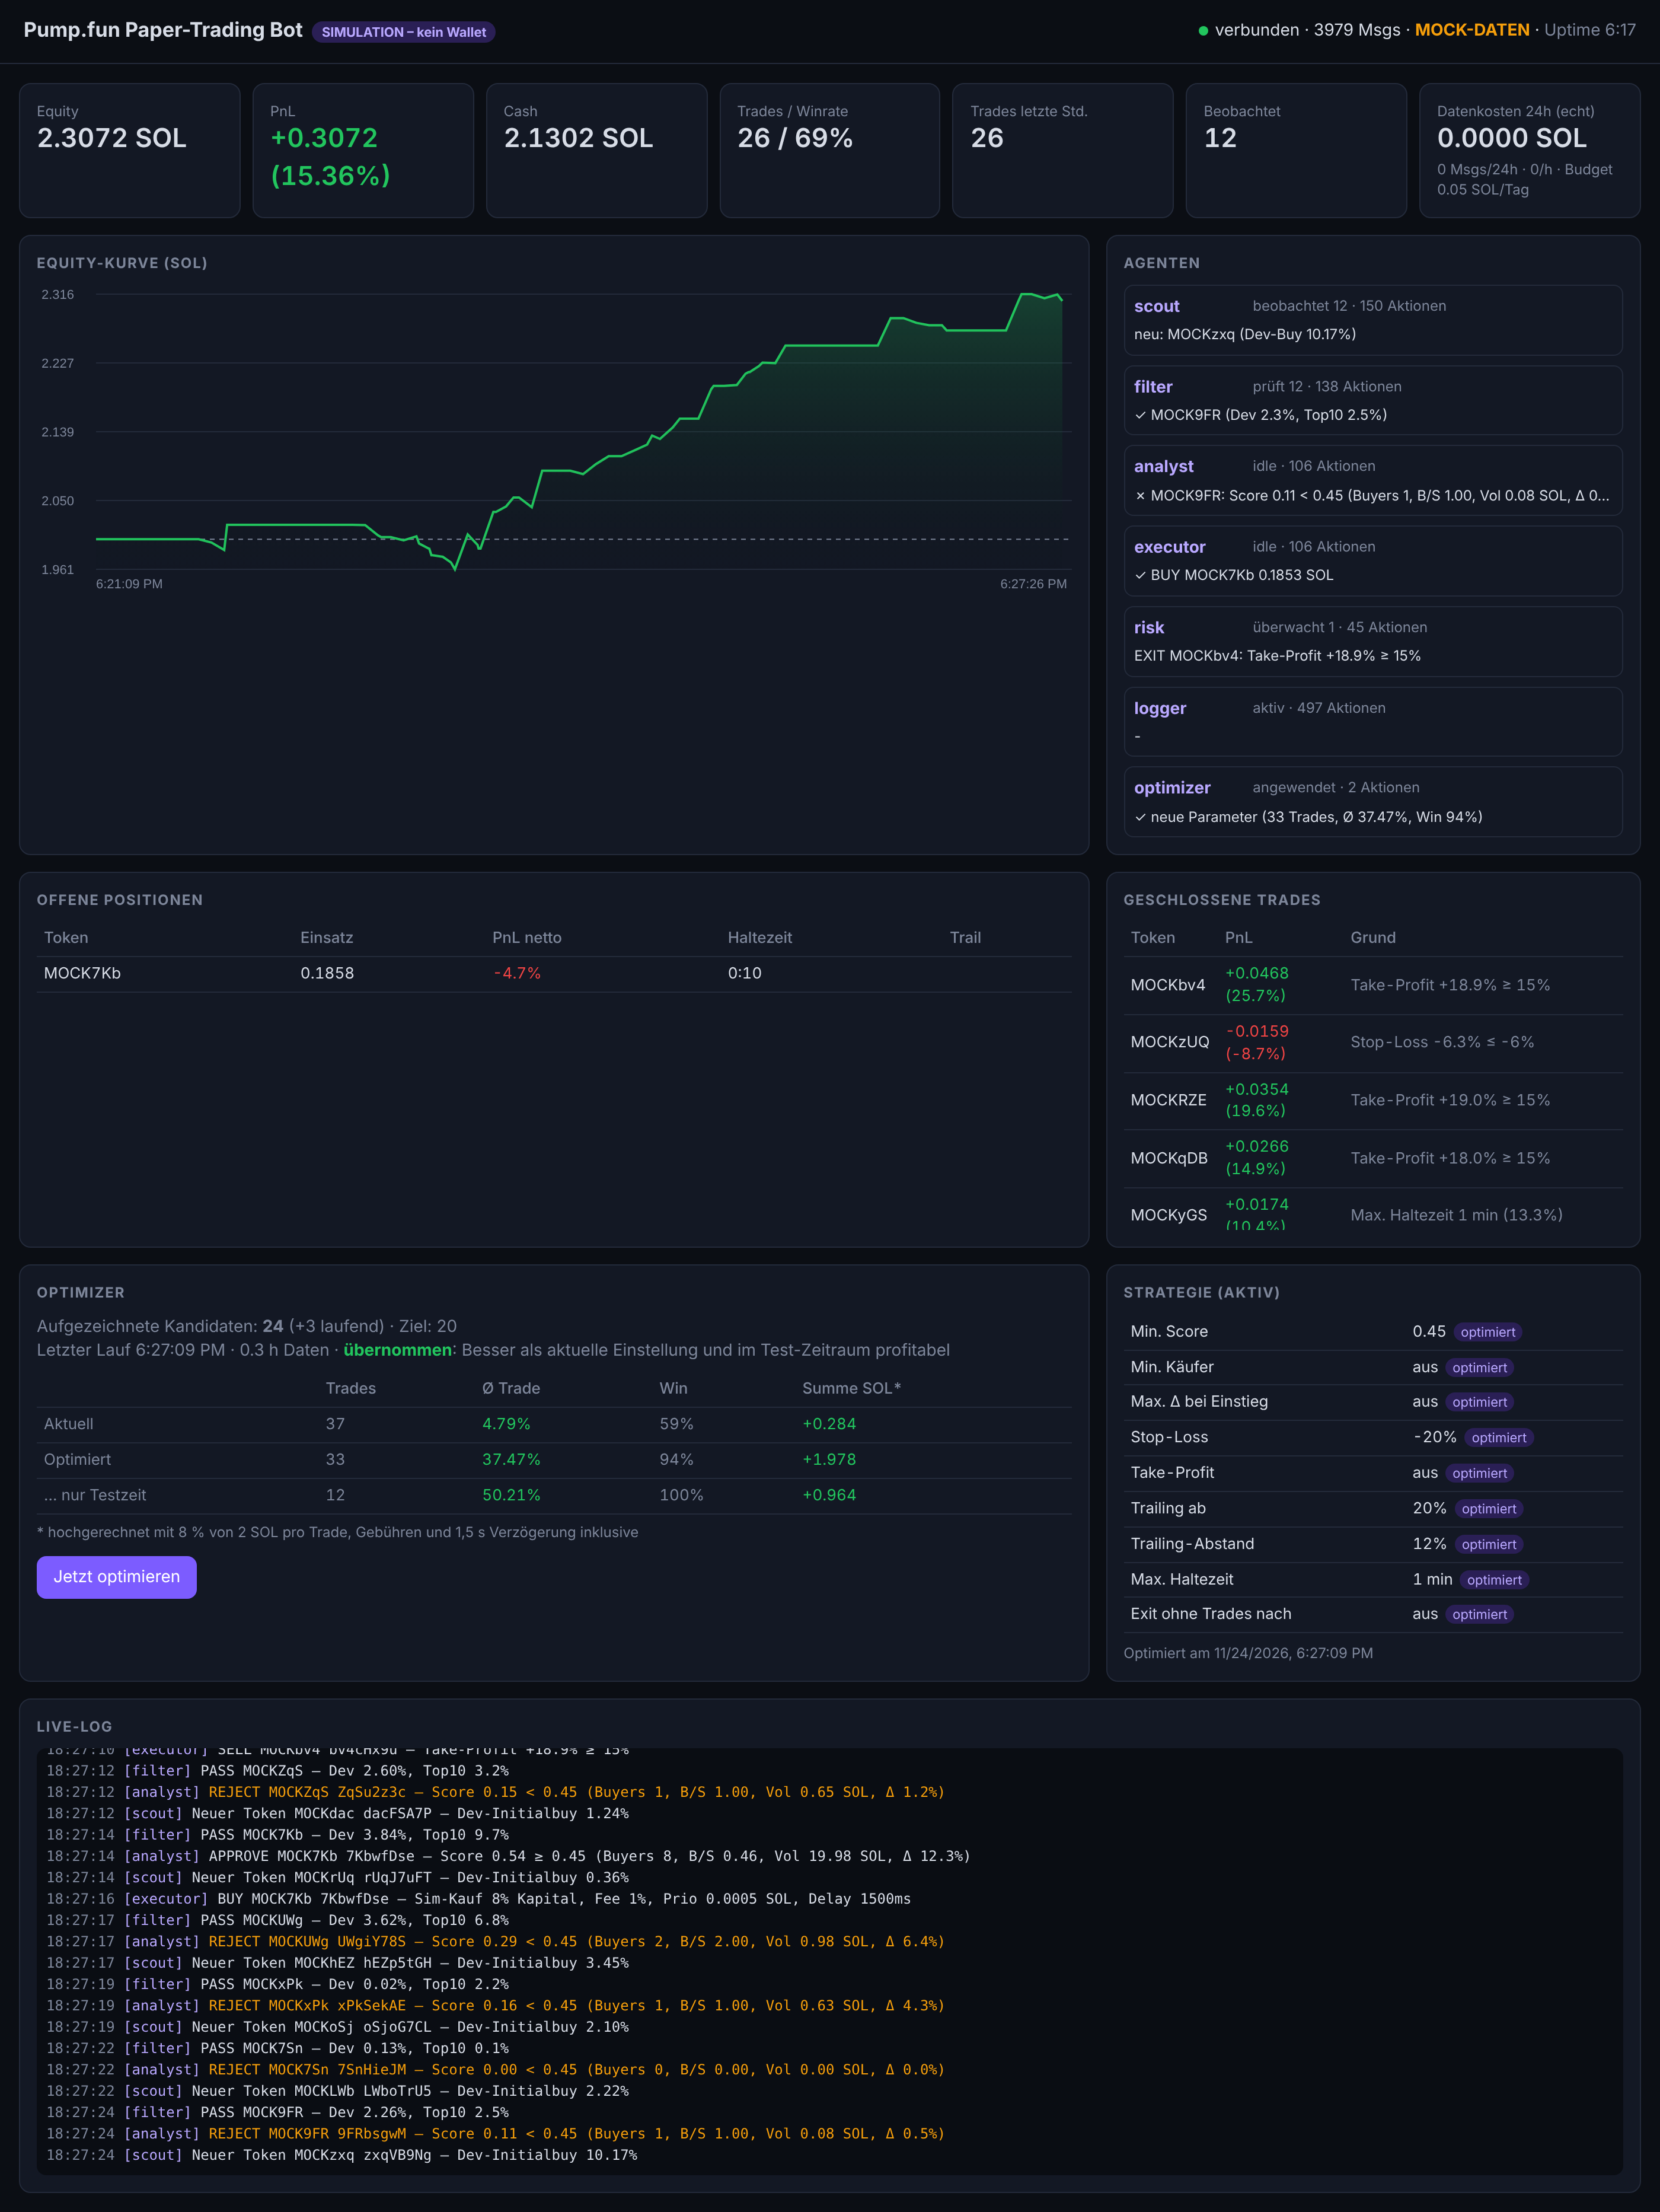 Pump.fun Paper-Trading Bot SIMULATION – kein Wallet
verbunden · 3979 Msgs · MOCK-DATEN · Uptime 6:17
Equity
2.3072 SOL
PnL
+0.3072
(15.36%)
Cash
2.1302 SOL
Trades / Winrate
26 / 69%
Trades letzte Std.
26
Beobachtet
12
Datenkosten 24h (echt)
0.0000 SOL
0 Msgs/24h · 0/h · Budget
0.05 SOL/Tag
EQUITY-KURVE (SOL)
2.316
2.227
2.139
2.050
1.961
6:21:09 PM 6:27:26 PM
AGENTEN
scout beobachtet 12 · 150 Aktionen
neu: MOCKzxq (Dev-Buy 10.17%)
filter prüft 12 · 138 Aktionen
✓ MOCK9FR (Dev 2.3%, Top10 2.5%)
analyst idle · 106 Aktionen
× MOCK9FR: Score 0.11 < 0.45 (Buyers 1, B/S 1.00, Vol 0.08 SOL, Δ 0...
executor idle · 106 Aktionen
✓ BUY MOCK7Kb 0.1853 SOL
risk überwacht 1 · 45 Aktionen
EXIT MOCKbv4: Take-Profit +18.9% ≥ 15%
logger aktiv · 497 Aktionen
-
optimizer angewendet · 2 Aktionen
✓ neue Parameter (33 Trades, Ø 37.47%, Win 94%)
OFFENE POSITIONEN
Token Einsatz PnL netto Haltezeit Trail
MOCK7Kb 0.1858 -4.7% 0:10
GESCHLOSSENE TRADES
Token PnL Grund
MOCKbv4 +0.0468 (25.7%) Take-Profit +18.9% ≥ 15%
MOCKzUQ -0.0159 (-8.7%) Stop-Loss -6.3% ≤ -6%
MOCKRZE +0.0354 (19.6%) Take-Profit +19.0% ≥ 15%
MOCKqDB +0.0266 (14.9%) Take-Profit +18.0% ≥ 15%
MOCKyGS +0.0174 (10.4%) Max. Haltezeit 1 min (13.3%)
OPTIMIZER
Aufgezeichnete Kandidaten: 24 (+3 laufend) · Ziel: 20
Letzter Lauf 6:27:09 PM · 0.3 h Daten · übernommen: Besser als aktuelle Einstellung und im Test-Zeitraum profitabel
Trades Ø Trade Win Summe SOL*
Aktuell 37 4.79% 59% +0.284
Optimiert 33 37.47% 94% +1.978
... nur Testzeit 12 50.21% 100% +0.964
* hochgerechnet mit 8 % von 2 SOL pro Trade, Gebühren und 1,5 s Verzögerung inklusive
Jetzt optimieren
STRATEGIE (AKTIV)
Min. Score 0.45 optimiert
Min. Käufer aus optimiert
Max. Δ bei Einstieg aus optimiert
Stop-Loss -20% optimiert
Take-Profit aus optimiert
Trailing ab 20% optimiert
Trailing-Abstand 12% optimiert
Max. Haltezeit 1 min optimiert
Exit ohne Trades nach aus optimiert
Optimiert am 11/24/2026, 6:27:09 PM
LIVE-LOG
18:27:10 [executor] SELL MOCKbv4 bv4cHx9u — Take-Profit +18.9% ≥ 15%
18:27:12 [filter] PASS MOCKZqS — Dev 2.60%, Top10 3.2%
18:27:12 [analyst] REJECT MOCKZqS ZqSu2z3c — Score 0.15 < 0.45 (Buyers 1, B/S 1.00, Vol 0.65 SOL, Δ 1.2%)
18:27:12 [scout] Neuer Token MOCKdac dacFSA7P — Dev-Initialbuy 1.24%
18:27:14 [filter] PASS MOCK7Kb — Dev 3.84%, Top10 9.7%
18:27:14 [analyst] APPROVE MOCK7Kb 7KbwfDse — Score 0.54 ≥ 0.45 (Buyers 8, B/S 0.46, Vol 19.98 SOL, Δ 12.3%)
18:27:14 [scout] Neuer Token MOCKrUq rUqJ7uFT — Dev-Initialbuy 0.36%
18:27:16 [executor] BUY MOCK7Kb 7KbwfDse — Sim-Kauf 8% Kapital, Fee 1%, Prio 0.0005 SOL, Delay 1500ms
18:27:17 [filter] PASS MOCKUWg — Dev 3.62%, Top10 6.8%
18:27:17 [analyst] REJECT MOCKUWg UWgiY78S — Score 0.29 < 0.45 (Buyers 2, B/S 2.00, Vol 0.98 SOL, Δ 6.4%)
18:27:17 [scout] Neuer Token MOCKhEZ hEZp5tGH — Dev-Initialbuy 3.45%
18:27:19 [filter] PASS MOCKxPk — Dev 0.02%, Top10 2.2%
18:27:19 [analyst] REJECT MOCKxPk xPkSekAE — Score 0.16 < 0.45 (Buyers 1, B/S 1.00, Vol 0.63 SOL, Δ 4.3%)
18:27:19 [scout] Neuer Token MOCKoSj oSjoG7CL — Dev-Initialbuy 2.10%
18:27:22 [filter] PASS MOCK7Sn — Dev 0.13%, Top10 0.1%
18:27:22 [analyst] REJECT MOCK7Sn 7SnHieJM — Score 0.00 < 0.45 (Buyers 0, B/S 0.00, Vol 0.00 SOL, Δ 0.0%)
18:27:22 [scout] Neuer Token MOCKLWb LWboTrU5 — Dev-Initialbuy 2.22%
18:27:24 [filter] PASS MOCK9FR — Dev 2.26%, Top10 2.5%
18:27:24 [analyst] REJECT MOCK9FR 9FRbsgwM — Score 0.11 < 0.45 (Buyers 1, B/S 1.00, Vol 0.08 SOL, Δ 0.5%)
18:27:24 [scout] Neuer Token MOCKzxq zxqVB9Ng — Dev-Initialbuy 10.17%